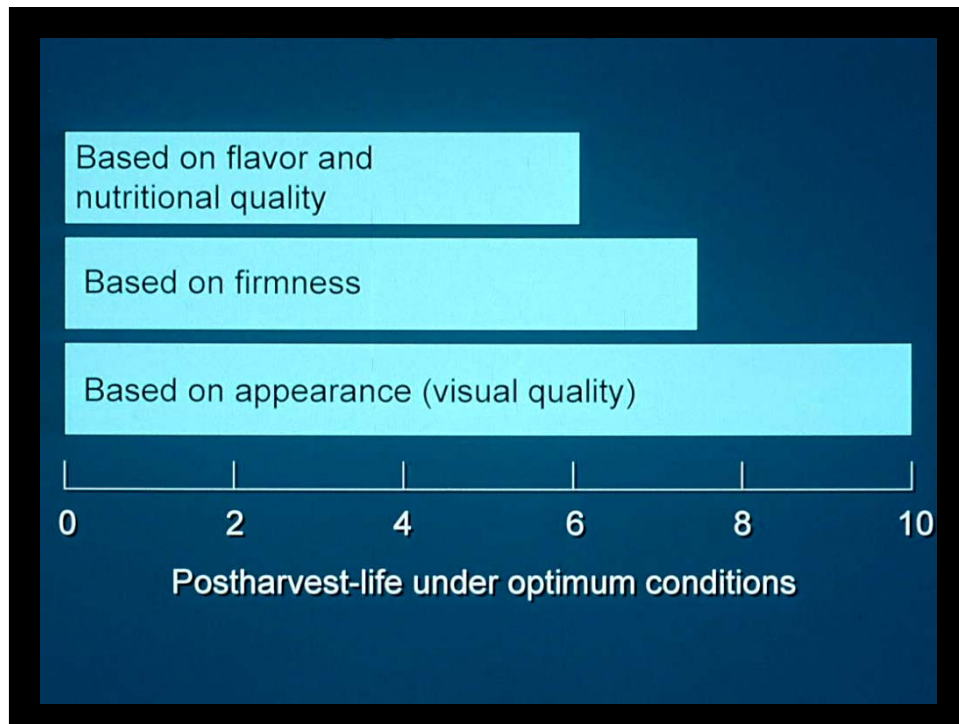 Based on flavor and
nutritional quality
Based on firmness
Based on appearance (visual quality)
0 2 4 6 8 10
Postharvest-life under optimum conditions